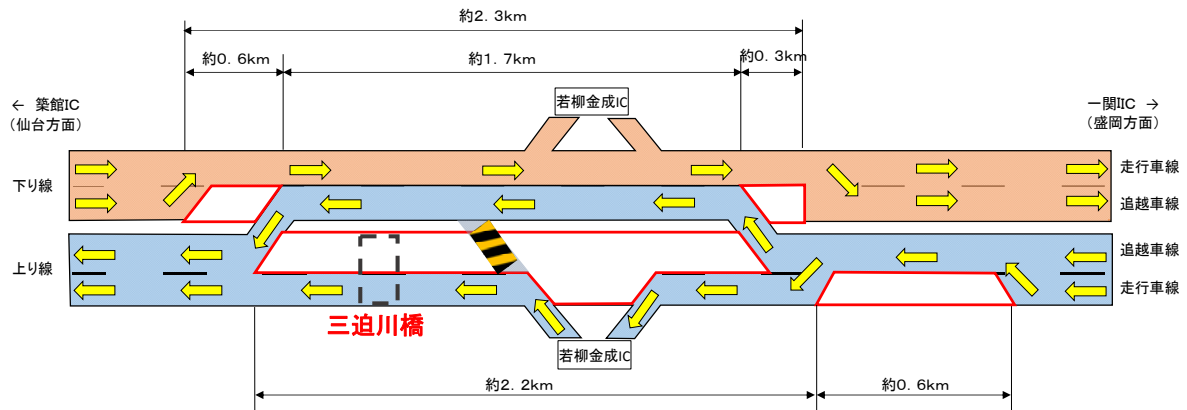 約2.3km
約0.6km
約1.7km
約0.3km
← 築館IC
(仙台方面)
若柳金成IC
一関IIC →
(盛岡方面)
下り線
走行車線
追越車線
上り線
追越車線
走行車線
三迫川橋
若柳金成IC
約2.2km
約0.6km